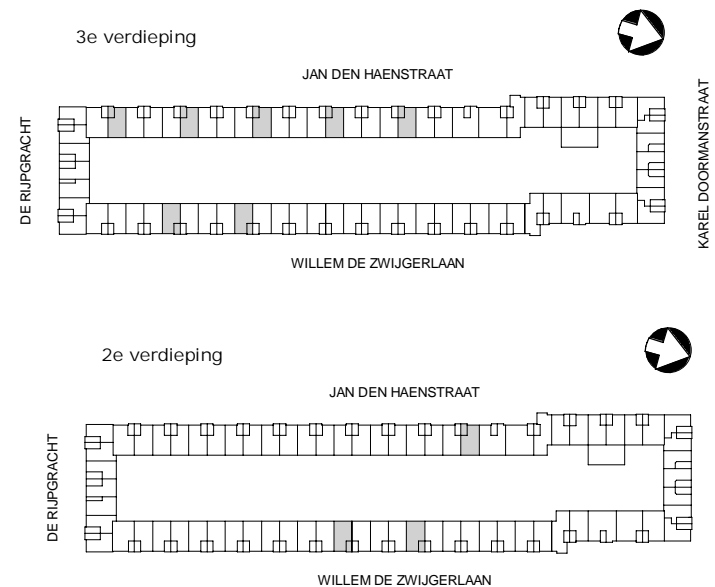 3e verdieping
JAN DEN HAENSTRAAT
DE RIJPGRACHT
KAREL DOORMANSTRAAT
WILLEM DE ZWIJGERLAAN
2e verdieping
JAN DEN HAENSTRAAT
DE RIJPGRACHT
WILLEM DE ZWIJGERLAAN